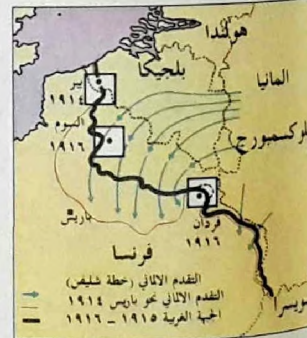 هولندا
بلجيكا
المانيا
يبر
١٩١٤
السوم
١٩١٦
لوكسمبورج
باريس
فردان
١٩١٦
فرنسا
سويسرا
التقدم الالماني (خطة شليفن)
التقدم الالماني نحو باريس ١٩١٤
الجبهة الغربية ١٩١٥ - ١٩١٦